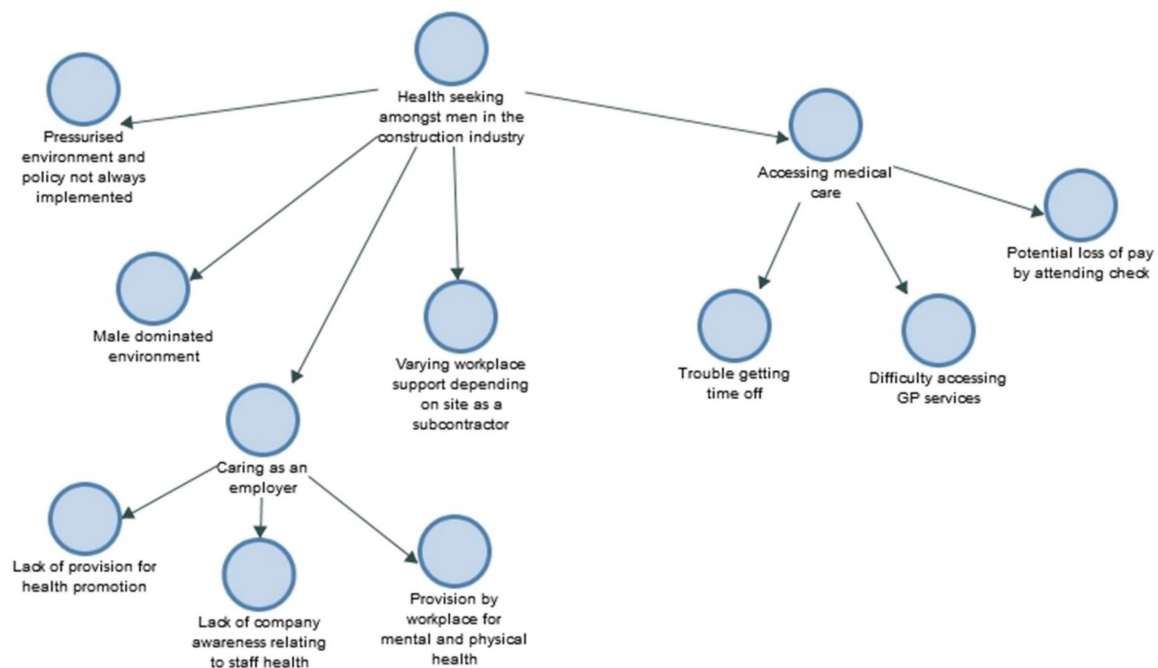 Health seeking
amongst men in the
construction industry
Pressurised
environment and
policy not always
implemented
Accessing medical
care
Potential loss of pay
by attending check
Male dominated
environment
Varying workplace
support depending
on site as a
subcontractor
Trouble getting
time off
Difficulty accessing
GP services
Caring as an
employer
Lack of provision for
health promotion
Lack of company
awareness relating
to staff health
Provision by
workplace for
mental and physical
health